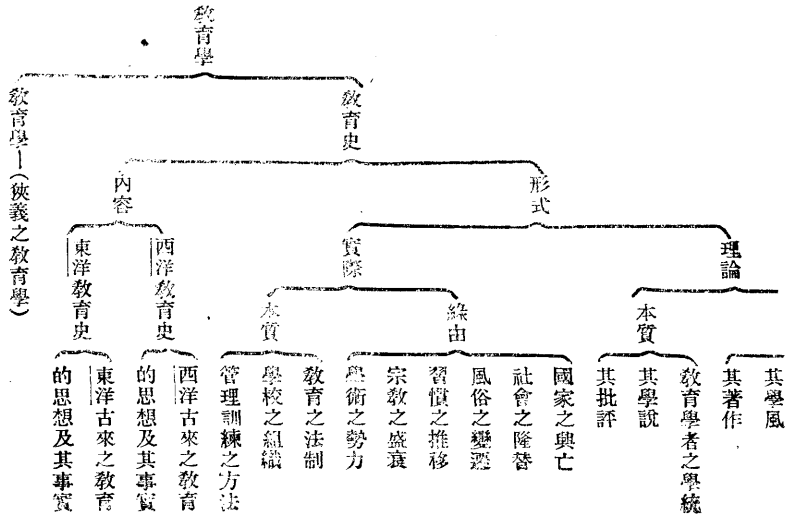 教育學
教育史
教育學—(狹義之教育學)
形式
內容
理論
實際
西洋教育史
東洋教育史
本質
緣由
本質
其學風
其著作
教育學者之學統
其學說
其批評
國家之興亡
社會之隆替
風俗之變遷
習慣之推移
宗教之盛衰
學術之勢力
教育之法制
學校之組織
管理訓練之方法
西洋古來之教育
的思想及其事實
東洋古來之教育
的思想及其事實